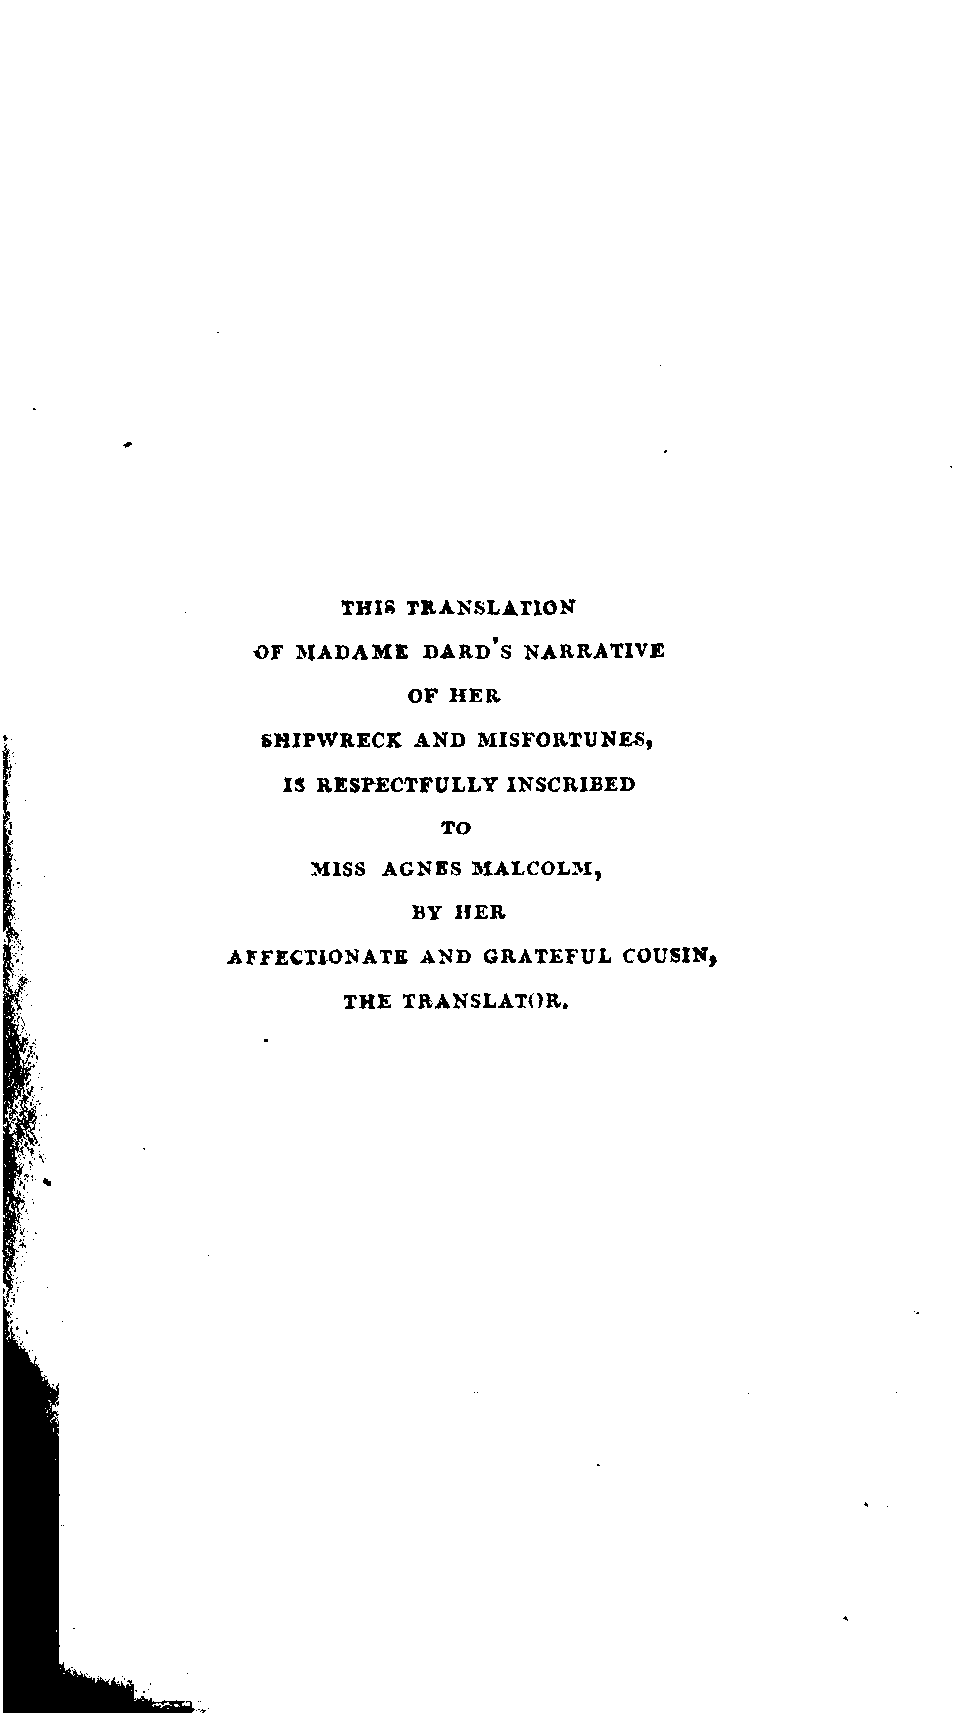 THIS TRANSLATION
OF MADAME DARD'S NARRATIVE
OF HER
SHIPWRECK AND MISFORTUNES,
IS RESPECTFULLY INSCRIBED
TO
MISS AGNES MALCOLM,
BY HER
AFFECTIONATE AND GRATEFUL COUSIN,
THE TRANSLATOR.